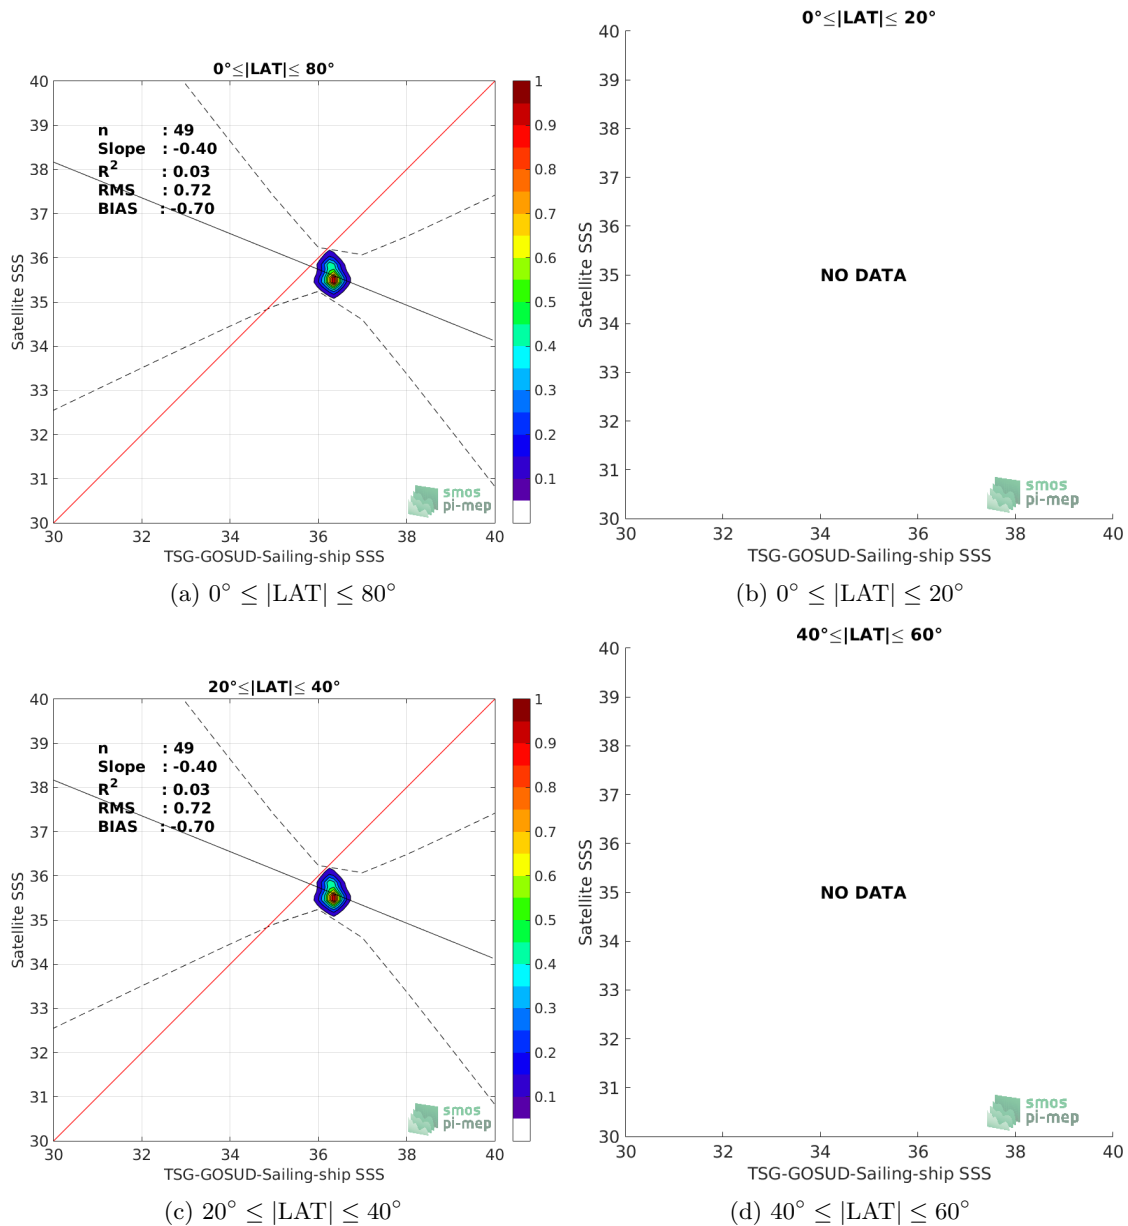 0°≤|LAT|≤ 80°
40
39
38
37
36
35
34
33
32
31
30
30
32
34
36
38
40
Satellite SSS
TSG-GOSUD-Sailing-ship SSS
n : 49
Slope : -0.40
R2 : 0.03
RMS : 0.72
BIAS : -0.70
1
0.9
0.8
0.7
0.6
0.5
0.4
0.3
0.2
0.1
smos
pi-mep
(a) 0° ≤ |LAT| ≤ 80°
0°≤|LAT|≤ 20°
40
39
38
37
36
35
34
33
32
31
30
30
32
34
36
38
40
Satellite SSS
TSG-GOSUD-Sailing-ship SSS
NO DATA
smos
pi-mep
(b) 0° ≤ |LAT| ≤ 20°
20°≤|LAT|≤ 40°
40
39
38
37
36
35
34
33
32
31
30
30
32
34
36
38
40
Satellite SSS
TSG-GOSUD-Sailing-ship SSS
n : 49
Slope : -0.40
R2 : 0.03
RMS : 0.72
BIAS : -0.70
1
0.9
0.8
0.7
0.6
0.5
0.4
0.3
0.2
0.1
smos
pi-mep
(c) 20° ≤ |LAT| ≤ 40°
40°≤|LAT|≤ 60°
40
39
38
37
36
35
34
33
32
31
30
30
32
34
36
38
40
Satellite SSS
TSG-GOSUD-Sailing-ship SSS
NO DATA
smos
pi-mep
(d) 40° ≤ |LAT| ≤ 60°